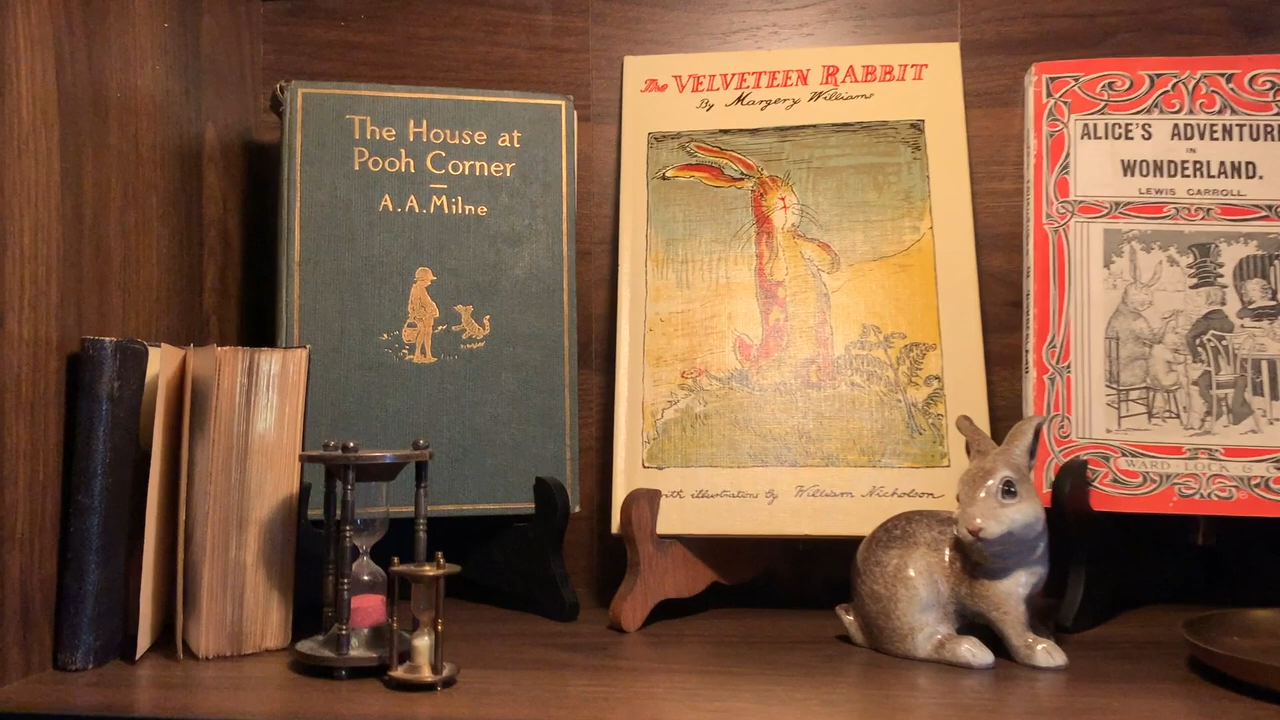 The House at
Pooh Corner
A.A.Milne
The VELVETEEN RABBIT
By Margery Williams
with illustrations by William Nicholson
ALICE'S ADVENTUR
IN
WONDERLAND.
LEWIS CARROLL.
WARD·LOCK·& C